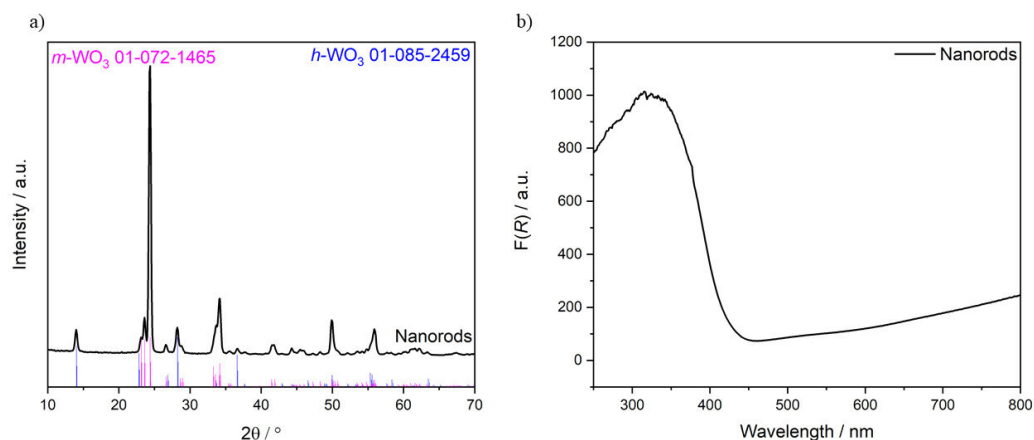 a)
m-WO₃ 01-072-1465
h-WO₃ 01-085-2459
Nanorods
Intensity / a.u.
10 20 30 40 50 60 70
2θ / °
b)
Nanorods
1200
1000
800
600
400
200
0
F(R) / a.u.
300 400 500 600 700 800
Wavelength / nm